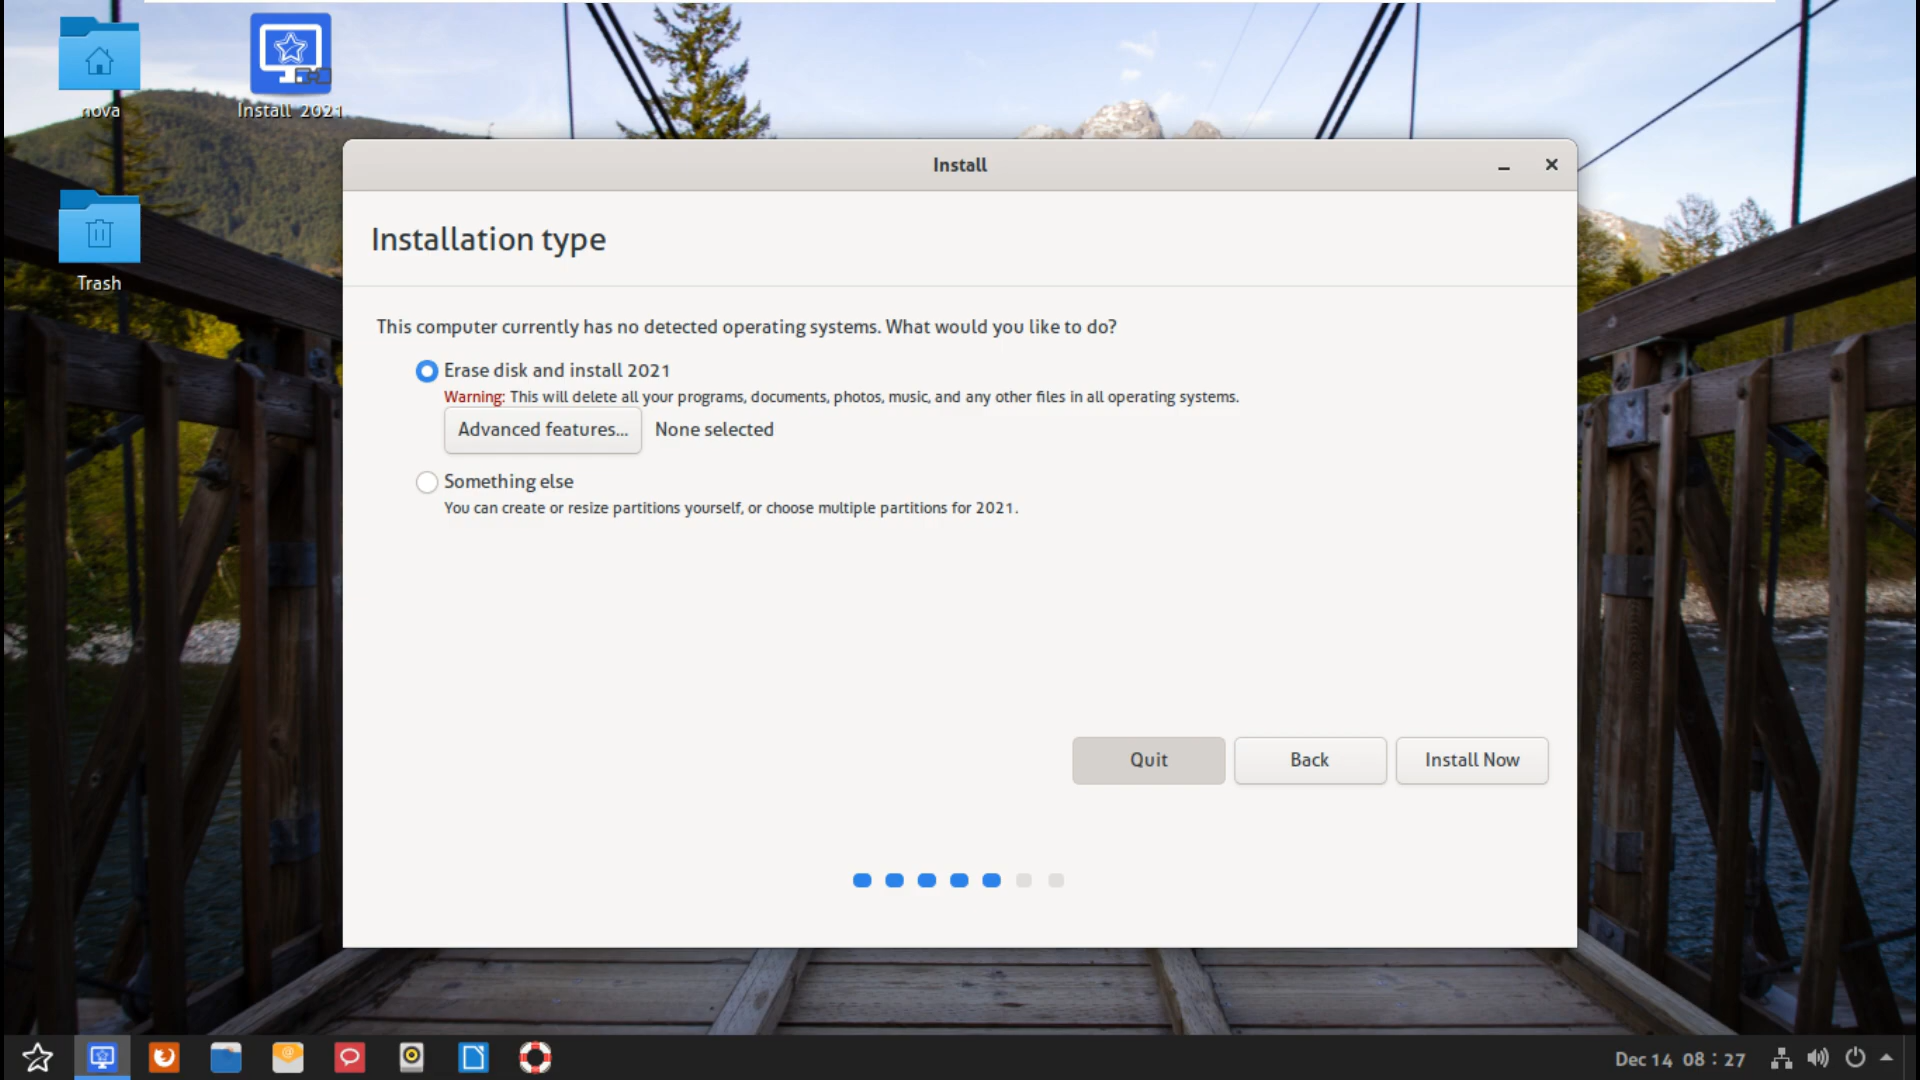 nova
Install 2021
Trash
Install
Installation type
This computer currently has no detected operating systems. What would you like to do?
Erase disk and install 2021
Warning: This will delete all your programs, documents, photos, music, and any other files in all operating systems.
Advanced features...
None selected
Something else
You can create or resize partitions yourself, or choose multiple partitions for 2021.
Quit
Back
Install Now
Dec 14 08 : 27